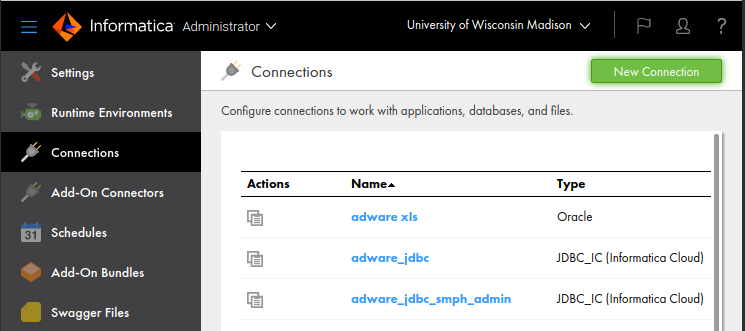 Informatica Administrator
University of Wisconsin Madison
?
Settings
Runtime Environments
Connections
Add-On Connectors
31 Schedules
Add-On Bundles
Swagger Files
Connections
New Connection
Configure connections to work with applications, databases, and files.
Actions Name Type
adware xls Oracle
adware_jdbc JDBC_IC (Informatica Cloud)
adware_jdbc_smph_admin JDBC_IC (Informatica Cloud)